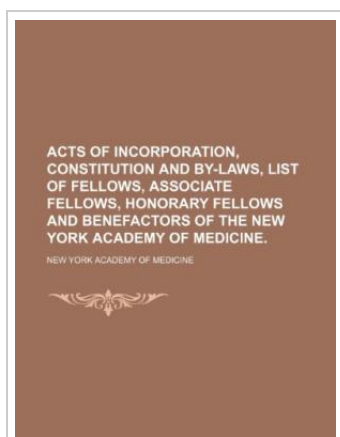 ACTS OF INCORPORATION,
CONSTITUTION AND BY-LAWS, LIST
OF FELLOWS, ASSOCIATE
FELLOWS, HONORARY FELLOWS
AND BENEFACTORS OF THE NEW
YORK ACADEMY OF MEDICINE.
NEW YORK ACADEMY OF MEDICINE